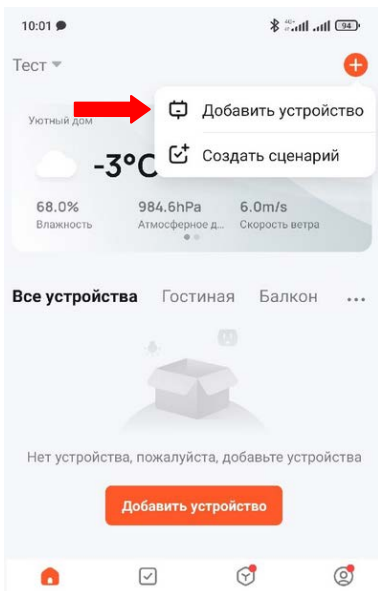 10:01
94
Тест
Добавить устройство
Уютный дом
-3°C
Создать сценарий
68.0%
984.6hPa
6.0m/s
Влажность
Атмосферное д...
Скорость ветра
Все устройства Гостиная Балкон ...
Нет устройства, пожалуйста, добавьте устройства
Добавить устройство